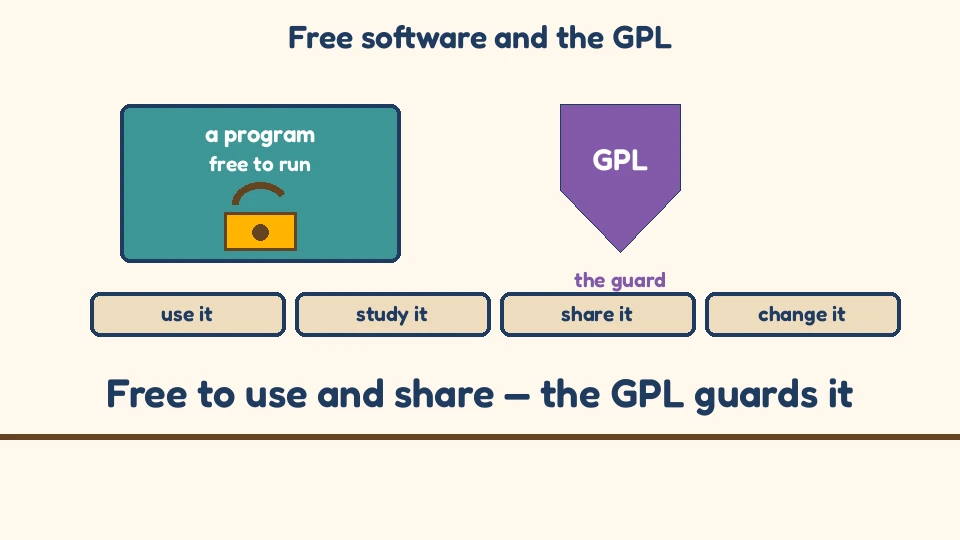 Free software and the GPL
a program
free to run
GPL
the guard
use it
study it
share it
change it
Free to use and share — the GPL guards it